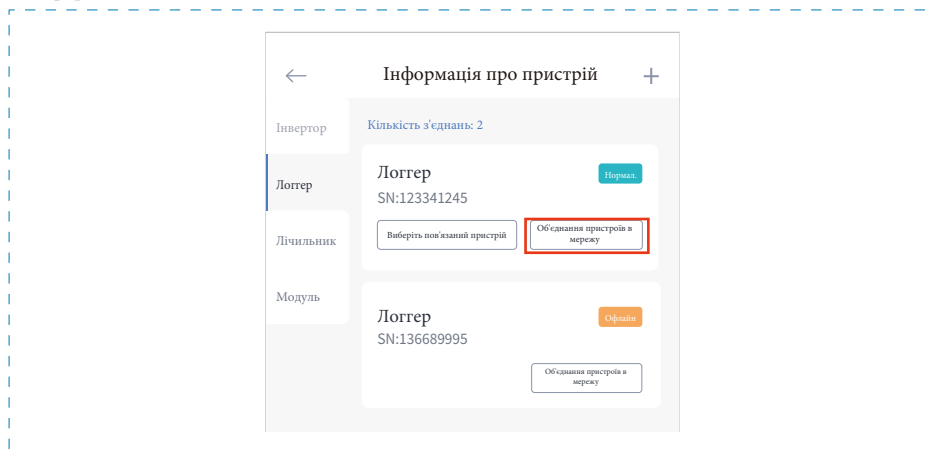 Інформація про пристрій
Інвертор
Логгер
Лічильник
Модуль
Кількість з'єднань: 2
Логгер
Нормал.
SN:123341245
Виберіть пов'язаний пристрій
Об'єднання пристроїв в
мережу
Логгер
Офлайн
SN:136689995
Об'єднання пристроїв в
мережу